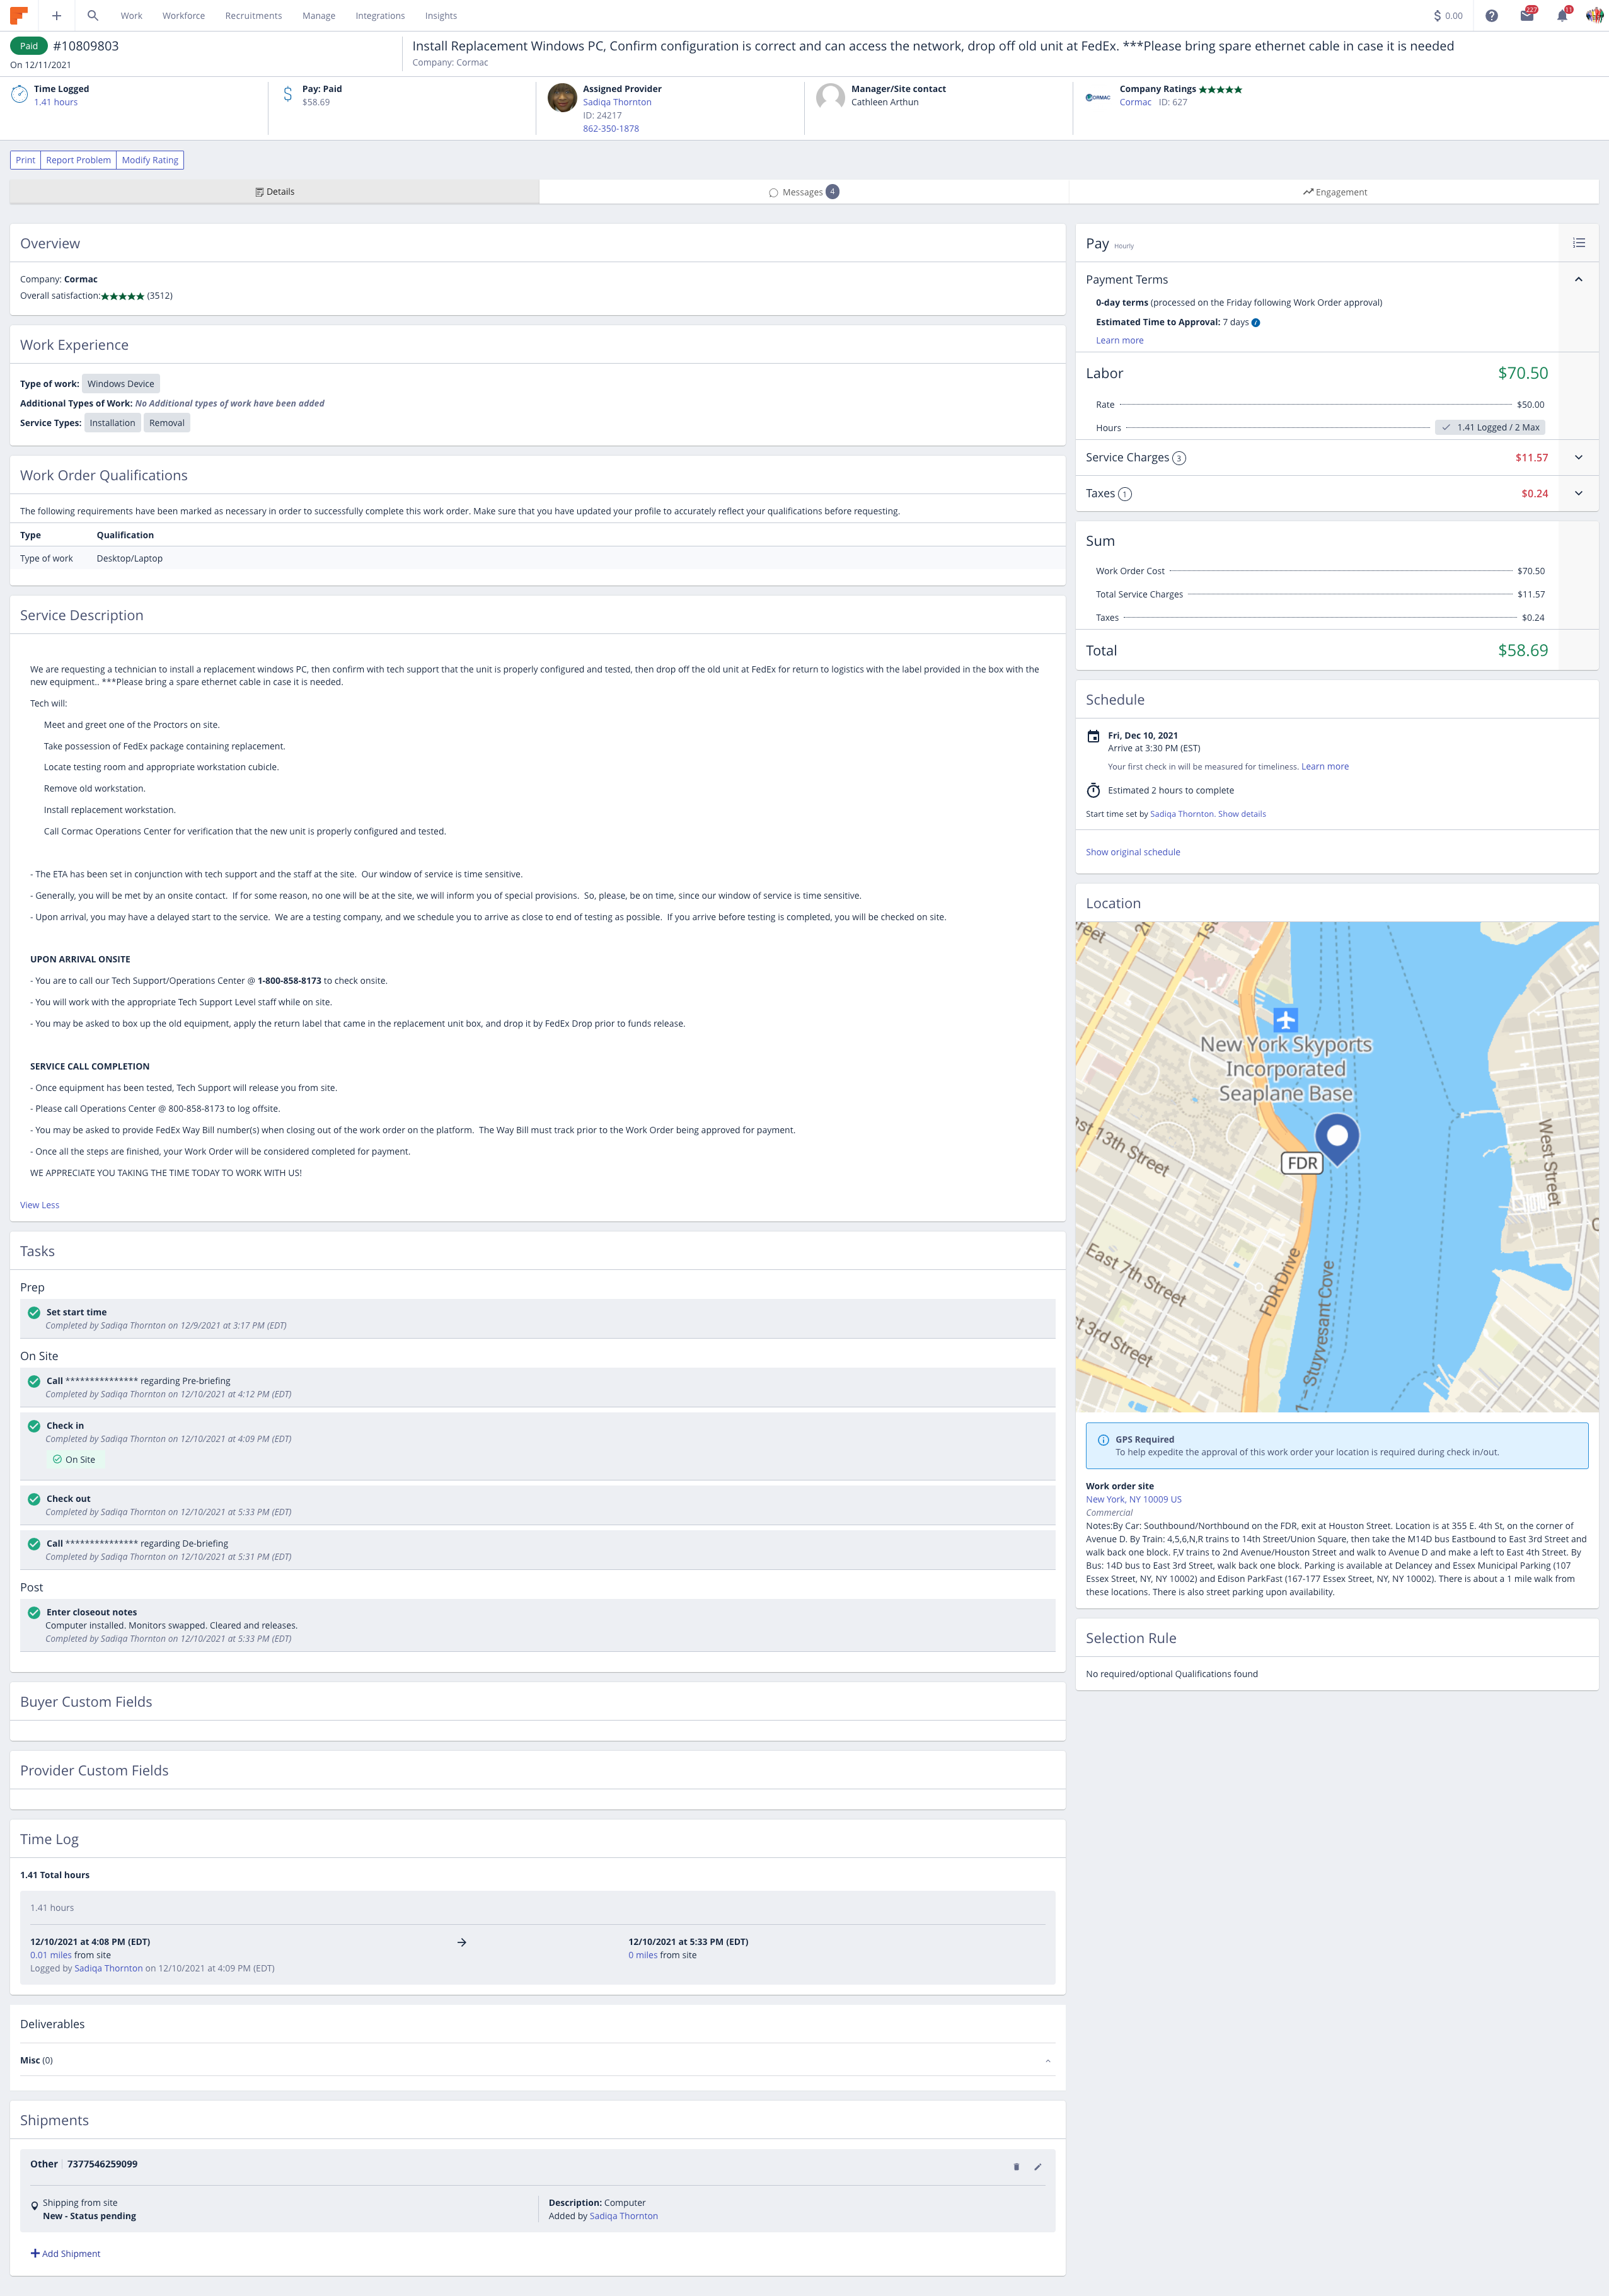 Work Workforce Recruitments Manage Integrations Insights $ 0.00 227 11
Paid #10809803
On 12/11/2021
Install Replacement Windows PC, Confirm configuration is correct and can access the network, drop off old unit at FedEx. ***Please bring spare ethernet cable in case it is needed
Company: Cormac
Time Logged
1.41 hours
Pay: Paid
$58.69
Assigned Provider
Sadiqa Thornton
ID: 24217
862-350-1878
Manager/Site contact
Cathleen Arthun
CORMAC
Company Ratings ★★★★★
Cormac ID: 627
Print Report Problem Modify Rating
Details Messages 4 Engagement
Overview
Company: Cormac
Overall satisfaction:★★★★★ (3512)
Work Experience
Type of work: Windows Device
Additional Types of Work: No Additional types of work have been added
Service Types: Installation Removal
Work Order Qualifications
The following requirements have been marked as necessary in order to successfully complete this work order. Make sure that you have updated your profile to accurately reflect your qualifications before requesting.
Type Qualification
Type of work Desktop/Laptop
Service Description
We are requesting a technician to install a replacement windows PC, then confirm with tech support that the unit is properly configured and tested, then drop off the old unit at FedEx for return to logistics with the label provided in the box with the
new equipment.. ***Please bring a spare ethernet cable in case it is needed.
Tech will:
Meet and greet one of the Proctors on site.
Take possession of FedEx package containing replacement.
Locate testing room and appropriate workstation cubicle.
Remove old workstation.
Install replacement workstation.
Call Cormac Operations Center for verification that the new unit is properly configured and tested.
- The ETA has been set in conjunction with tech support and the staff at the site. Our window of service is time sensitive.
- Generally, you will be met by an onsite contact. If for some reason, no one will be at the site, we will inform you of special provisions. So, please, be on time, since our window of service is time sensitive.
- Upon arrival, you may have a delayed start to the service. We are a testing company, and we schedule you to arrive as close to end of testing as possible. If you arrive before testing is completed, you will be checked on site.
UPON ARRIVAL ONSITE
- You are to call our Tech Support/Operations Center @ 1-800-858-8173 to check onsite.
- You will work with the appropriate Tech Support Level staff while on site.
- You may be asked to box up the old equipment, apply the return label that came in the replacement unit box, and drop it by FedEx Drop prior to funds release.
SERVICE CALL COMPLETION
- Once equipment has been tested, Tech Support will release you from site.
- Please call Operations Center @ 800-858-8173 to log offsite.
- You may be asked to provide FedEx Way Bill number(s) when closing out of the work order on the platform. The Way Bill must track prior to the Work Order being approved for payment.
- Once all the steps are finished, your Work Order will be considered completed for payment.
WE APPRECIATE YOU TAKING THE TIME TODAY TO WORK WITH US!
View Less
Tasks
Prep
Set start time
Completed by Sadiqa Thornton on 12/9/2021 at 3:17 PM (EDT)
On Site
Call *************** regarding Pre-briefing
Completed by Sadiqa Thornton on 12/10/2021 at 4:12 PM (EDT)
Check in
Completed by Sadiqa Thornton on 12/10/2021 at 4:09 PM (EDT)
On Site
Check out
Completed by Sadiqa Thornton on 12/10/2021 at 5:33 PM (EDT)
Call *************** regarding De-briefing
Completed by Sadiqa Thornton on 12/10/2021 at 5:31 PM (EDT)
Post
Enter closeout notes
Computer installed. Monitors swapped. Cleared and releases.
Completed by Sadiqa Thornton on 12/10/2021 at 5:33 PM (EDT)
Buyer Custom Fields
Provider Custom Fields
Time Log
1.41 Total hours
1.41 hours
12/10/2021 at 4:08 PM (EDT) → 12/10/2021 at 5:33 PM (EDT)
0.01 miles from site 0 miles from site
Logged by Sadiqa Thornton on 12/10/2021 at 4:09 PM (EDT)
Deliverables
Misc (0)
Shipments
Other 7377546259099
Shipping from site
New - Status pending
Description: Computer
Added by Sadiqa Thornton
+ Add Shipment
Pay Hourly
Payment Terms
0-day terms (processed on the Friday following Work Order approval)
Estimated Time to Approval: 7 days
Learn more
Labor $70.50
Rate $50.00
Hours 1.41 Logged / 2 Max
Service Charges 3 $11.57
Taxes 1 $0.24
Sum
Work Order Cost $70.50
Total Service Charges $11.57
Taxes $0.24
Total $58.69
Schedule
Fri, Dec 10, 2021
Arrive at 3:30 PM (EST)
Your first check in will be measured for timeliness. Learn more
Estimated 2 hours to complete
Start time set by Sadiqa Thornton. Show details
Show original schedule
Location
New York Skyports
Incorporated
Seaplane Base
st 13th Street
FDR
West Street
East 7th Street
FDR Drive
Stuyvesant Cove
t 3rd Street
GPS Required
To help expedite the approval of this work order your location is required during check in/out.
Work order site
New York, NY 10009 US
Commercial
Notes:By Car: Southbound/Northbound on the FDR, exit at Houston Street. Location is at 355 E. 4th St, on the corner of
Avenue D. By Train: 4,5,6,N,R trains to 14th Street/Union Square, then take the M14D bus Eastbound to East 3rd Street and
walk back one block. F,V trains to 2nd Avenue/Houston Street and walk to Avenue D and make a left to East 4th Street. By
Bus: 14D bus to East 3rd Street, walk back one block. Parking is available at Delancey and Essex Municipal Parking (107
Essex Street, NY, NY 10002) and Edison ParkFast (167-177 Essex Street, NY, NY 10002). There is about a 1 mile walk from
these locations. There is also street parking upon availability.
Selection Rule
No required/optional Qualifications found